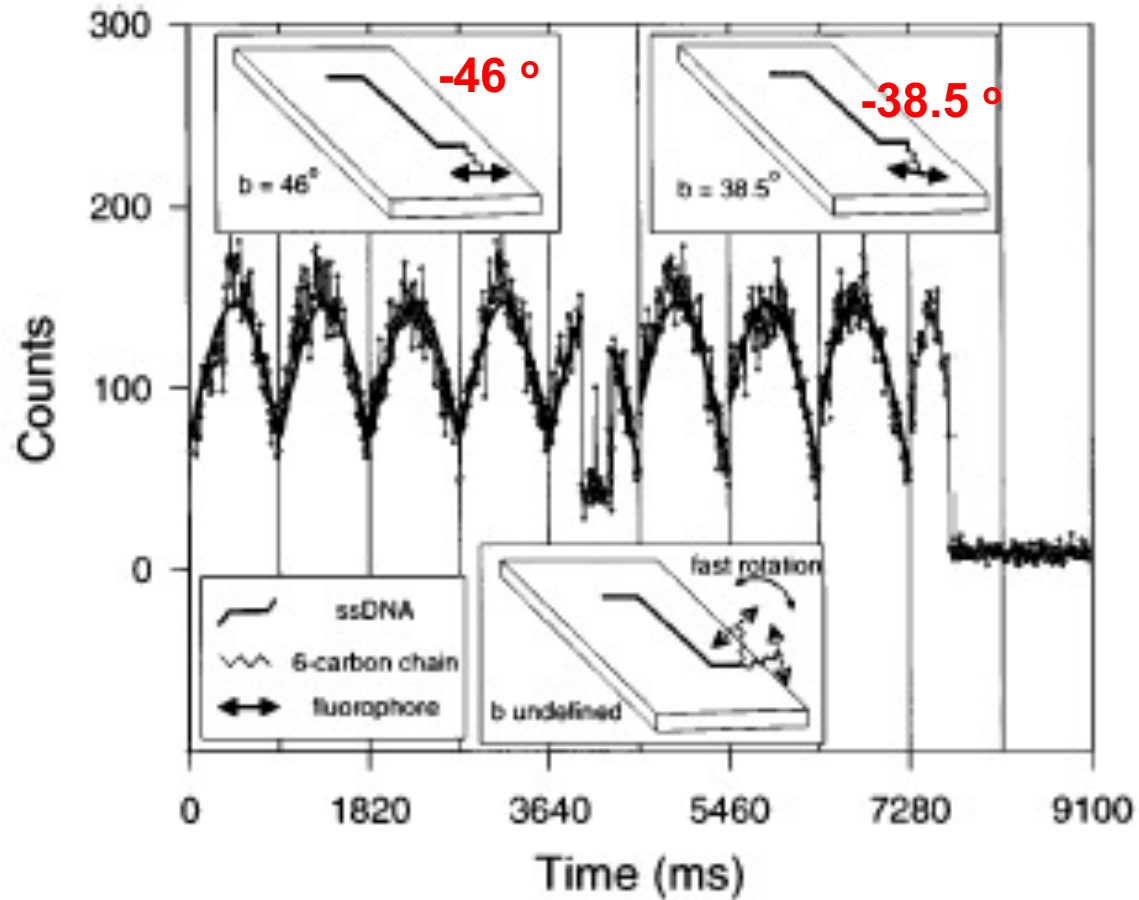 300
200
100
0
Counts
-46 o
b = 46°
-38.5 o
b = 38.5°
ssDNA
6-carbon chain
fluorophore
fast rotation
b undefined
0 1820 3640 5460 7280 9100
Time (ms)